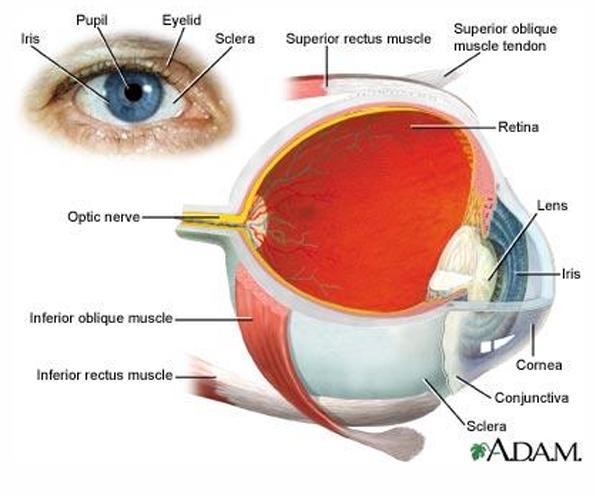 Pupil
Eyelid
Iris
Sclera
Superior rectus muscle
Superior oblique
muscle tendon
Retina
Lens
Optic nerve
Iris
Inferior oblique muscle
Cornea
Inferior rectus muscle
Conjunctiva
Sclera
A.D.A.M.